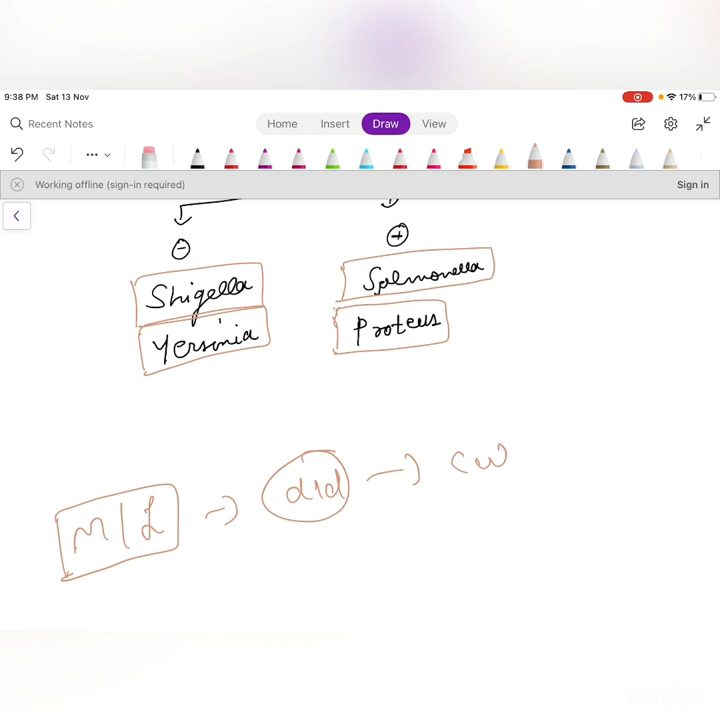 9:38 PM Sat 13 Nov 17%
Recent Notes Home Insert Draw View
Working offline (sign-in required) Sign in
⊖ ⊕
Shigella Salmonella
Yersinia Proteus
M/L → did →